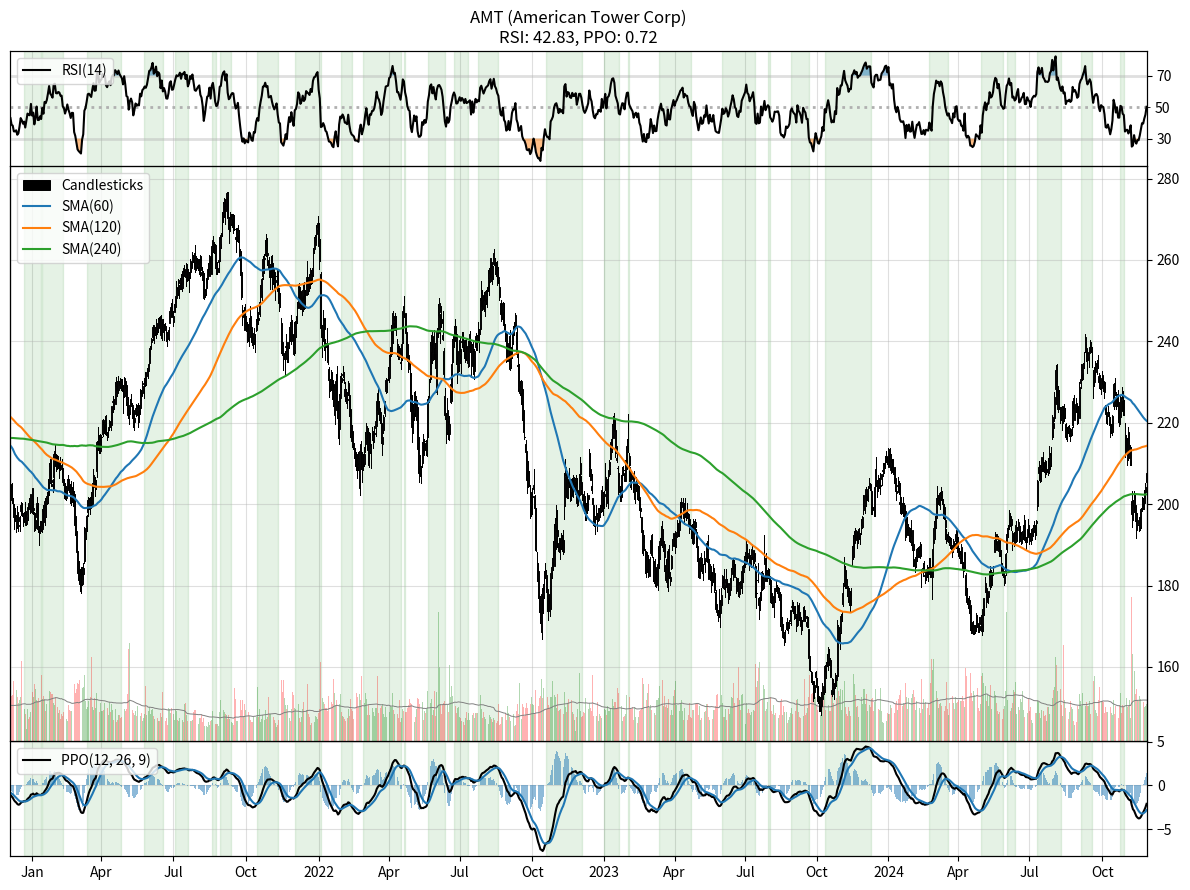 AMT (American Tower Corp)
RSI: 42.83, PPO: 0.72
RSI(14)
70
50
30
Candlesticks
SMA(60)
SMA(120)
SMA(240)
280
260
240
220
200
180
160
PPO(12, 26, 9)
5
0
−5
Jan Apr Jul Oct 2022 Apr Jul Oct 2023 Apr Jul Oct 2024 Apr Jul Oct